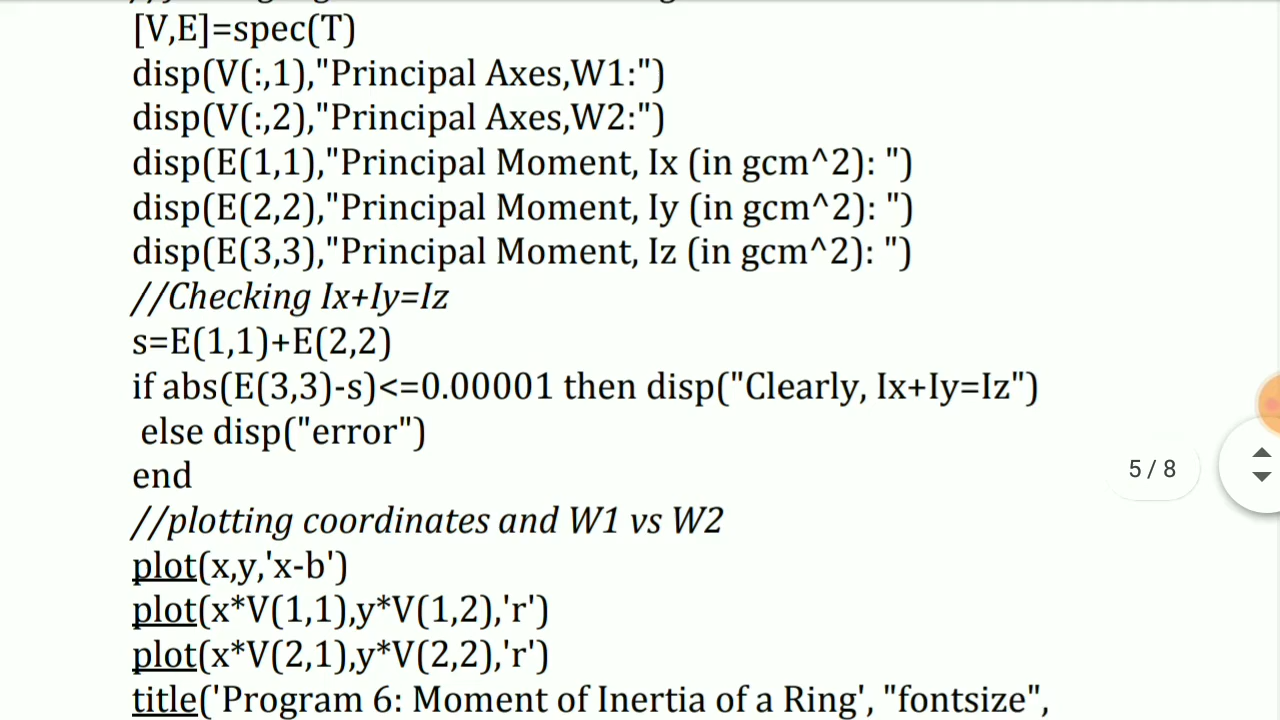 [V,E]=spec(T)
disp(V(:,1),"Principal Axes,W1:")
disp(V(:,2),"Principal Axes,W2:")
disp(E(1,1),"Principal Moment, Ix (in gcm^2): ")
disp(E(2,2),"Principal Moment, Iy (in gcm^2): ")
disp(E(3,3),"Principal Moment, Iz (in gcm^2): ")
//Checking Ix+Iy=Iz
s=E(1,1)+E(2,2)
if abs(E(3,3)-s)<=0.00001 then disp("Clearly, Ix+Iy=Iz")
else disp("error")
end
//plotting coordinates and W1 vs W2
plot(x,y,'x-b')
plot(x*V(1,1),y*V(1,2),'r')
plot(x*V(2,1),y*V(2,2),'r')
title('Program 6: Moment of Inertia of a Ring', "fontsize",
5 / 8